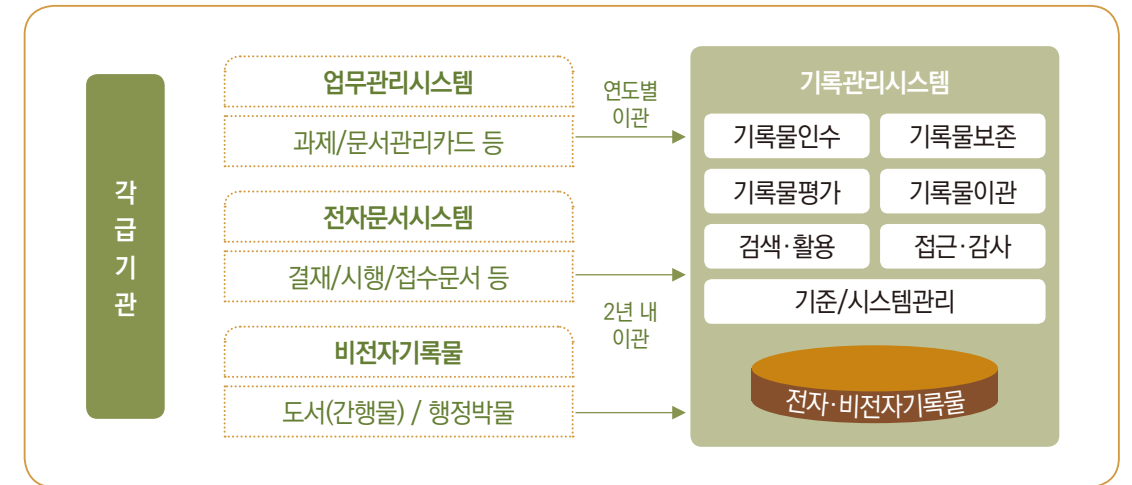 각급기관
업무관리시스템
과제/문서관리카드 등
전자문서시스템
결재/시행/접수문서 등
비전자기록물
도서(간행물) / 행정박물
연도별
이관
2년 내
이관
기록관리시스템
기록물인수
기록물보존
기록물평가
기록물이관
검색·활용
접근·감사
기준/시스템관리
전자·비전자기록물